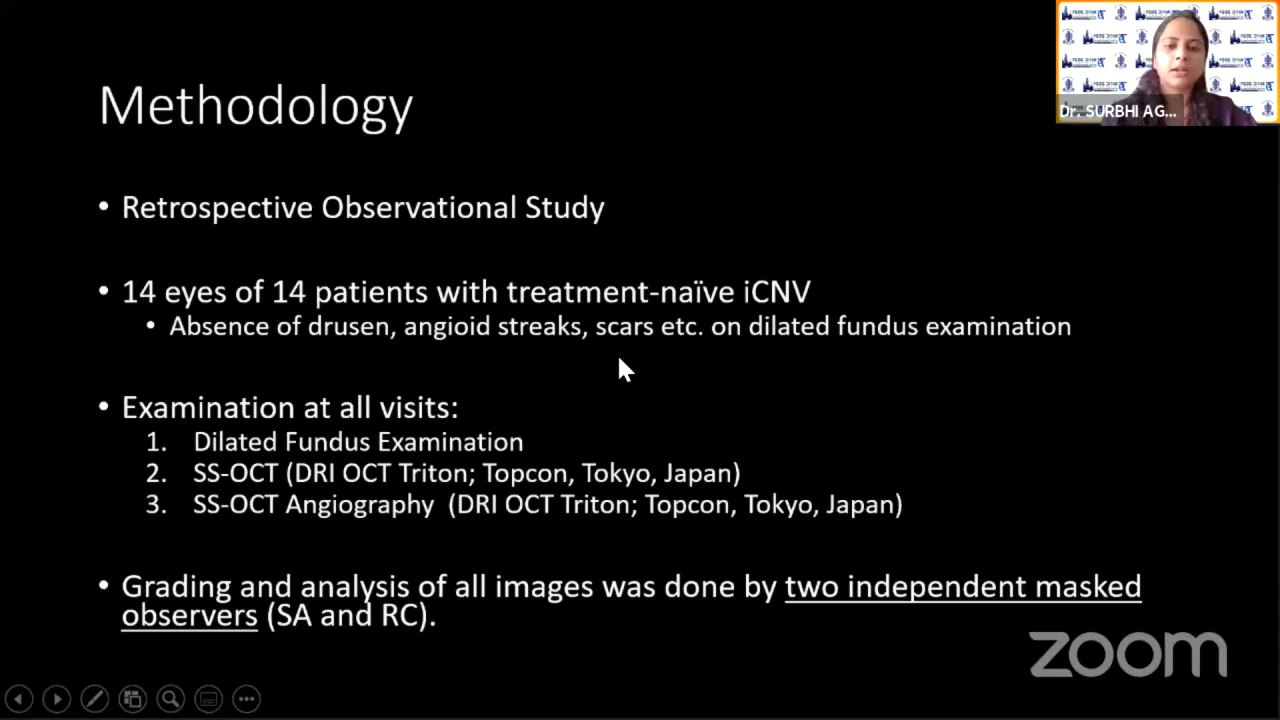 Dr. SURBHI AG...
Methodology
• Retrospective Observational Study
• 14 eyes of 14 patients with treatment-naïve iCNV
• Absence of drusen, angioid streaks, scars etc. on dilated fundus examination
• Examination at all visits:
1. Dilated Fundus Examination
2. SS-OCT (DRI OCT Triton; Topcon, Tokyo, Japan)
3. SS-OCT Angiography (DRI OCT Triton; Topcon, Tokyo, Japan)
• Grading and analysis of all images was done by two independent masked
observers (SA and RC).
zoom